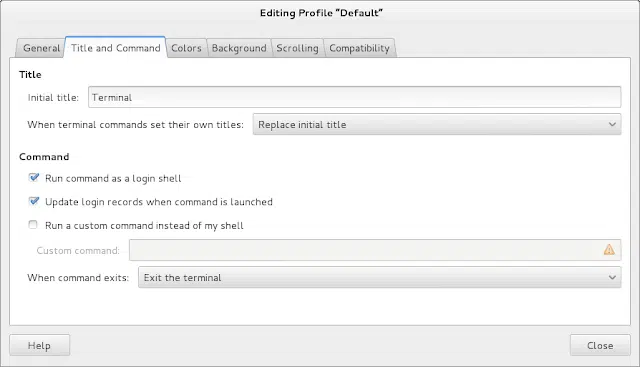 Editing Profile "Default"
General Title and Command Colors Background Scrolling Compatibility
Title
Initial title: Terminal
When terminal commands set their own titles: Replace initial title
Command
Run command as a login shell
Update login records when command is launched
Run a custom command instead of my shell
Custom command:
When command exits: Exit the terminal
Help Close